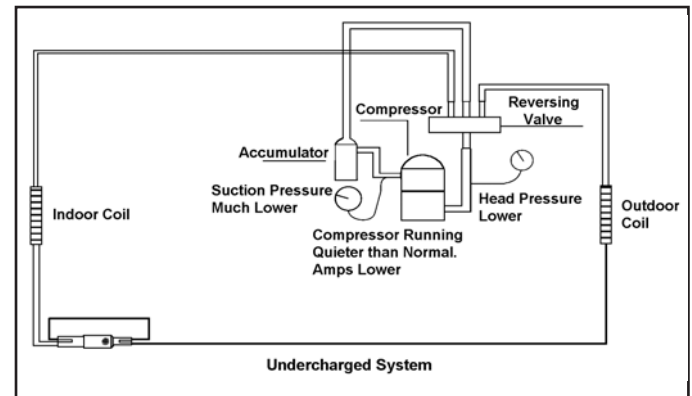 Compressor
Reversing
Valve
Accumulator
Suction Pressure
Much Lower
Head Pressure
Lower
Indoor Coil
Outdoor
Coil
Compressor Running
Quieter than Normal.
Amps Lower
Undercharged System